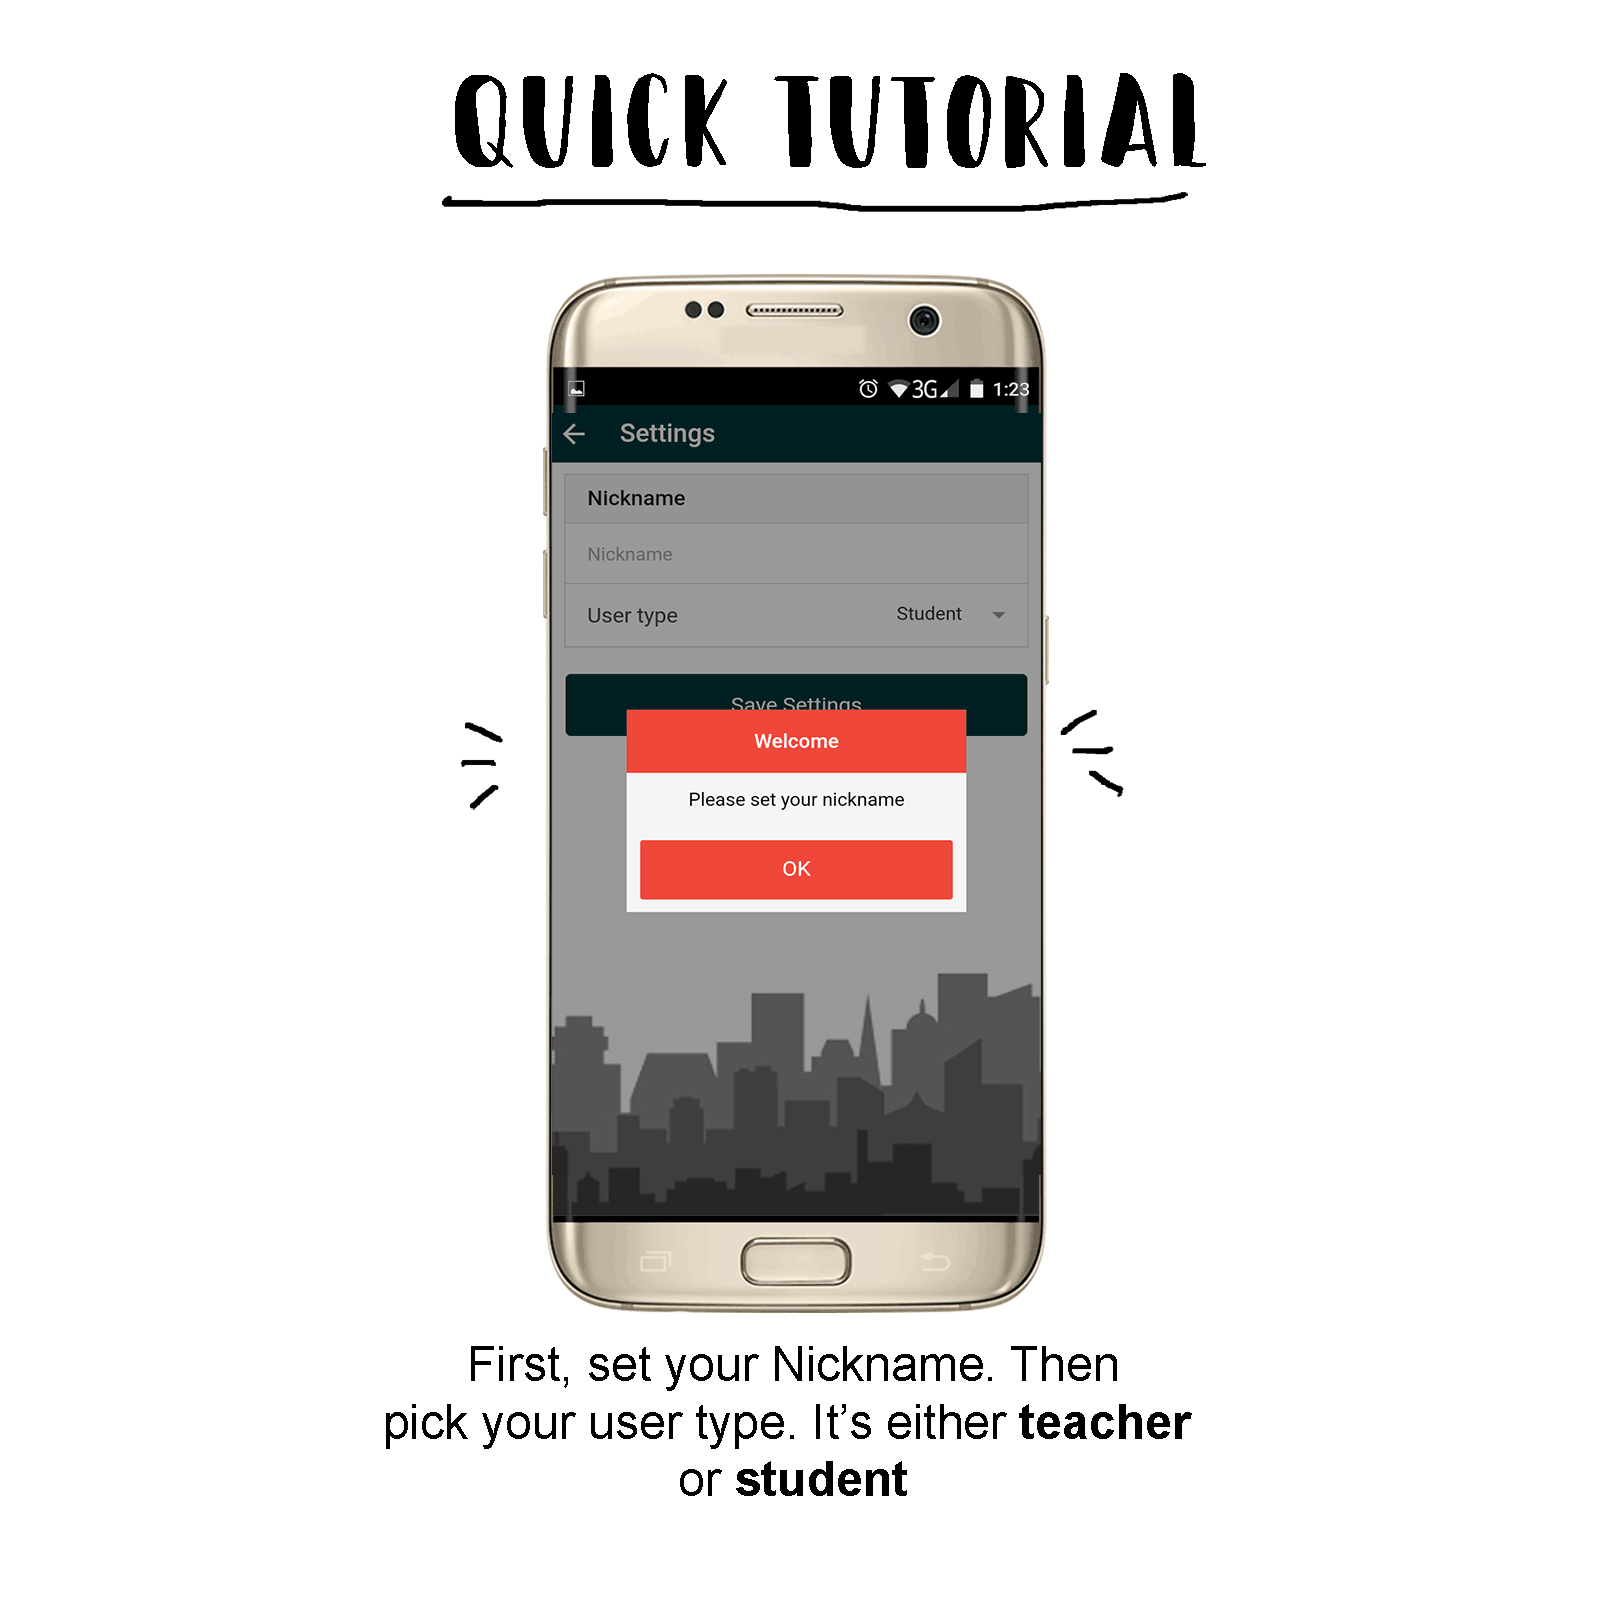 QUICK TUTORIAL
3G 1:23
Settings
Nickname
Nickname
User type Student
Save Settings
Welcome
Please set your nickname
OK
First, set your Nickname. Then
pick your user type. It’s either teacher
or student